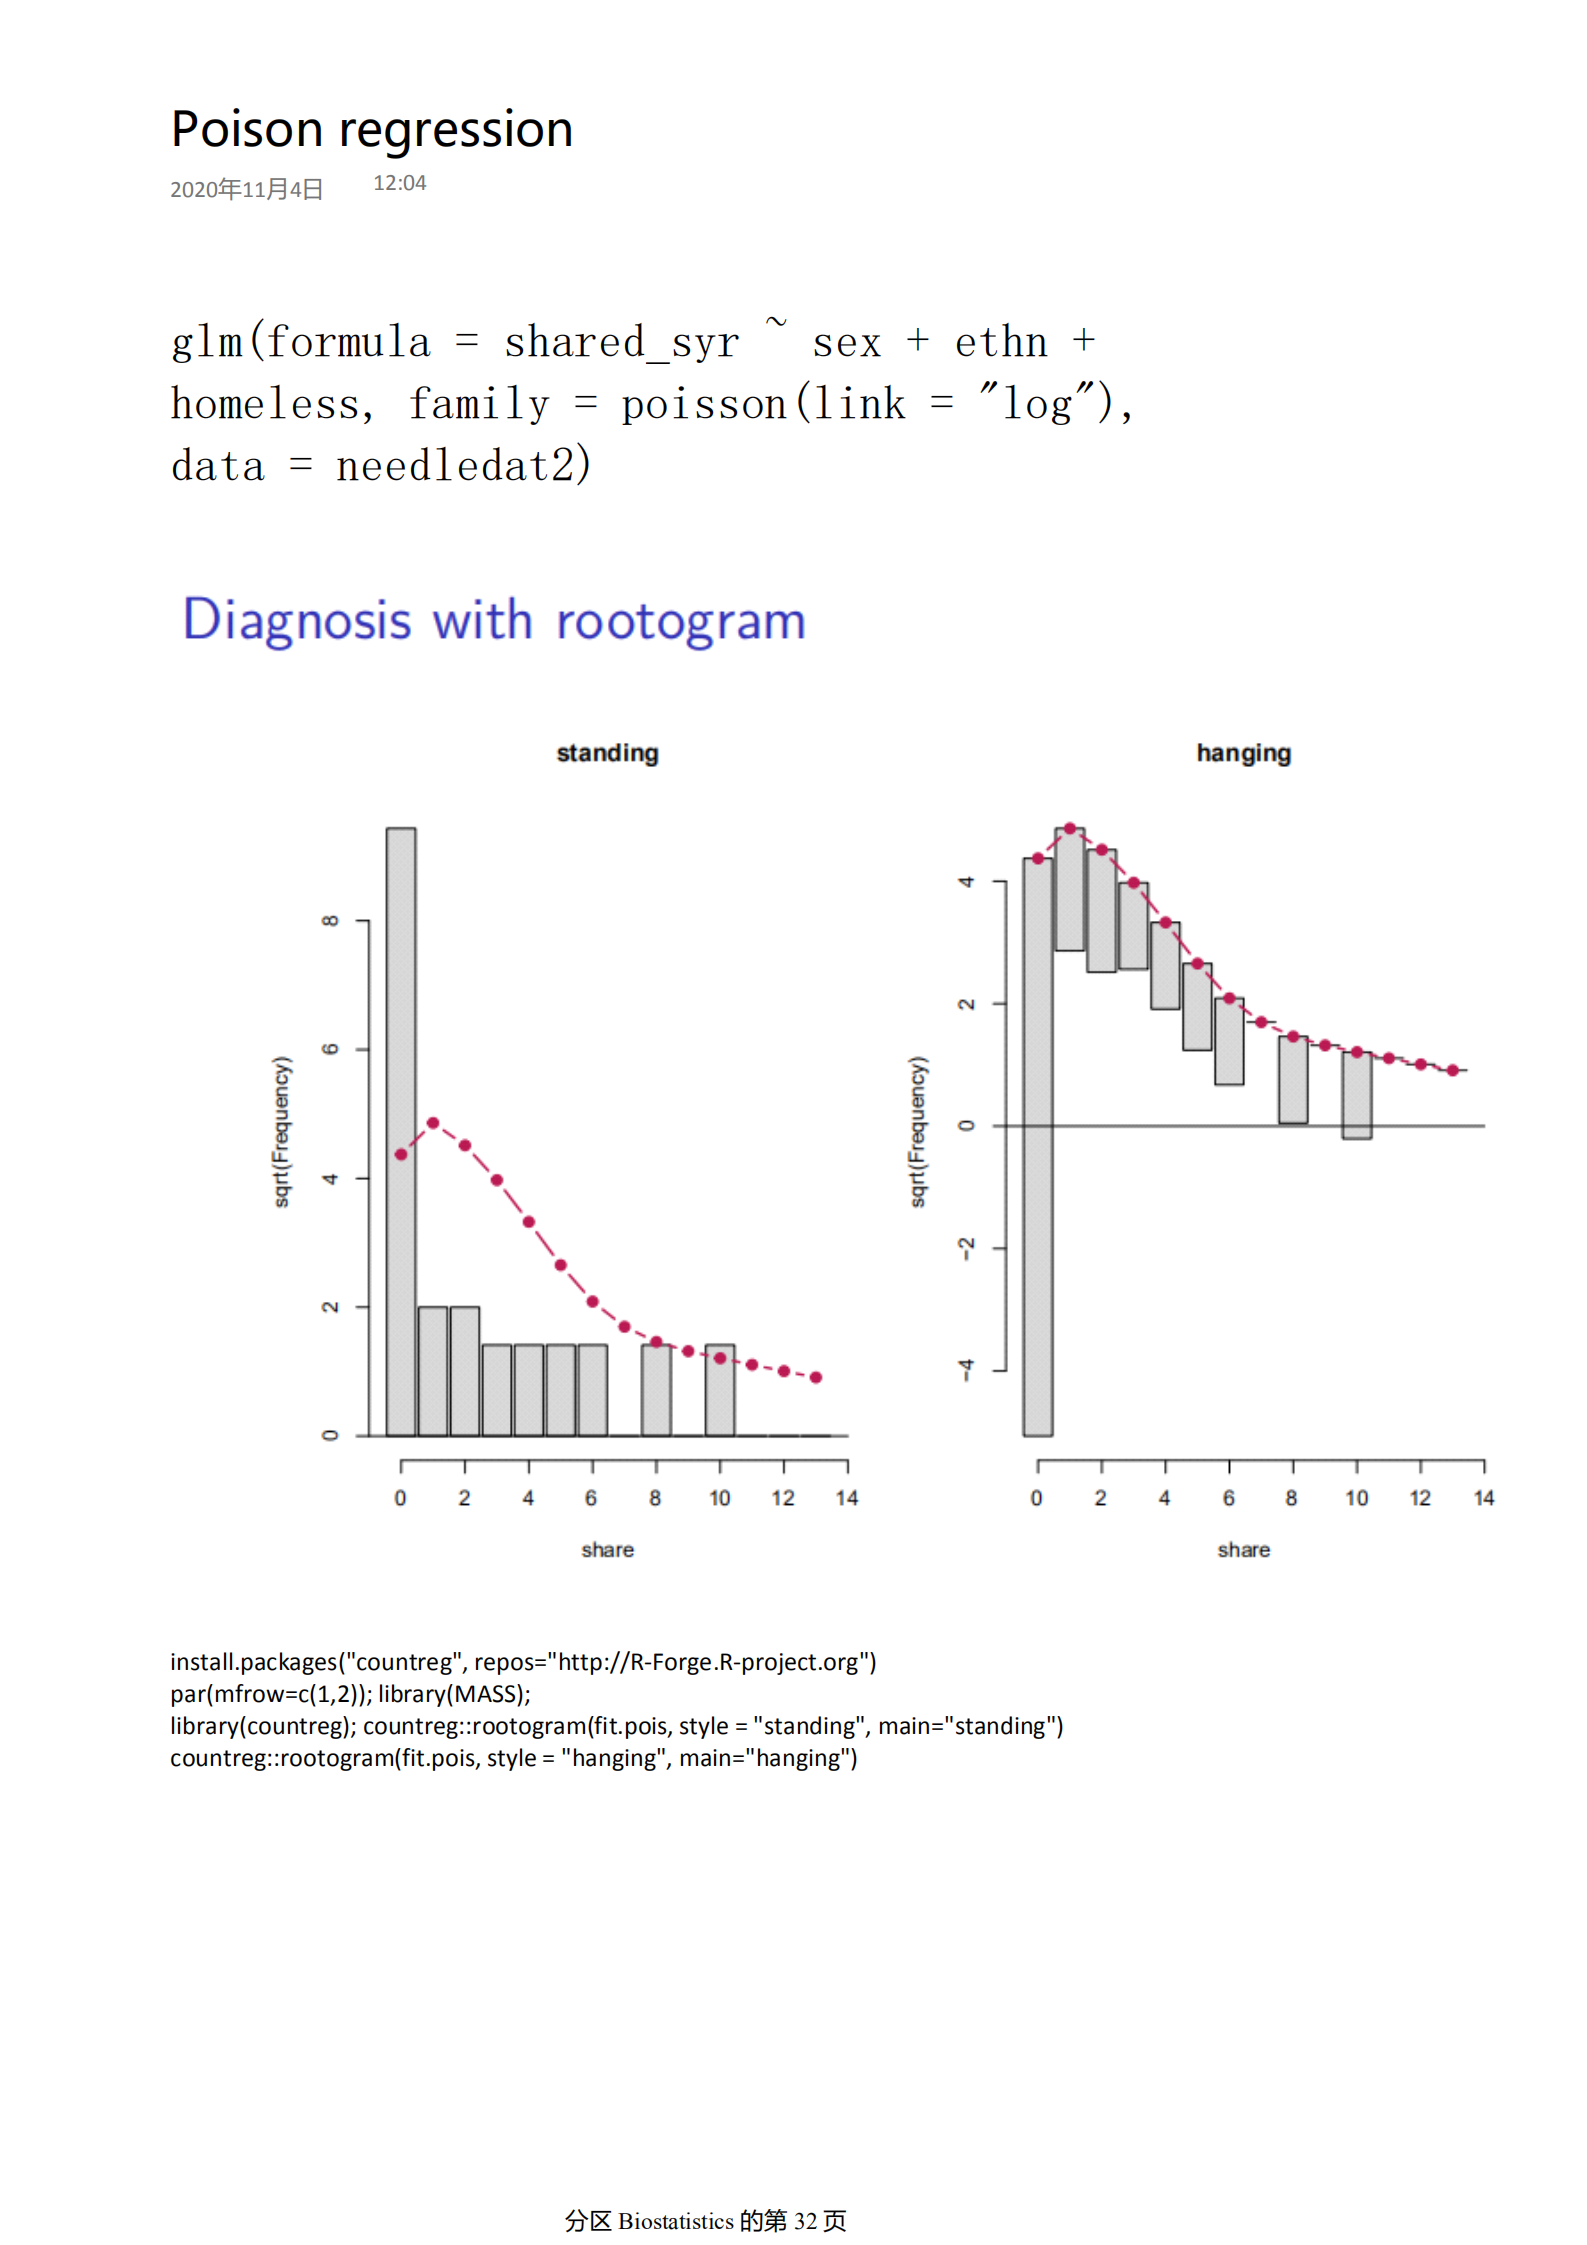 Poison regression
2020年11月4日 12:04
glm(formula = shared_syr ~ sex + ethn +
homeless, family = poisson(link = "log"),
data = needledat2)
Diagnosis with rootogram
standing
hanging
sqrt(Frequency)
0 2 4 6 8
0 2 4 6 8 10 12 14
share
sqrt(Frequency)
−4 −2 0 2 4
0 2 4 6 8 10 12 14
share
install.packages("countreg", repos="http://R-Forge.R-project.org")
par(mfrow=c(1,2)); library(MASS);
library(countreg); countreg::rootogram(fit.pois, style = "standing", main="standing")
countreg::rootogram(fit.pois, style = "hanging", main="hanging")
分区 Biostatistics 的第 32 页